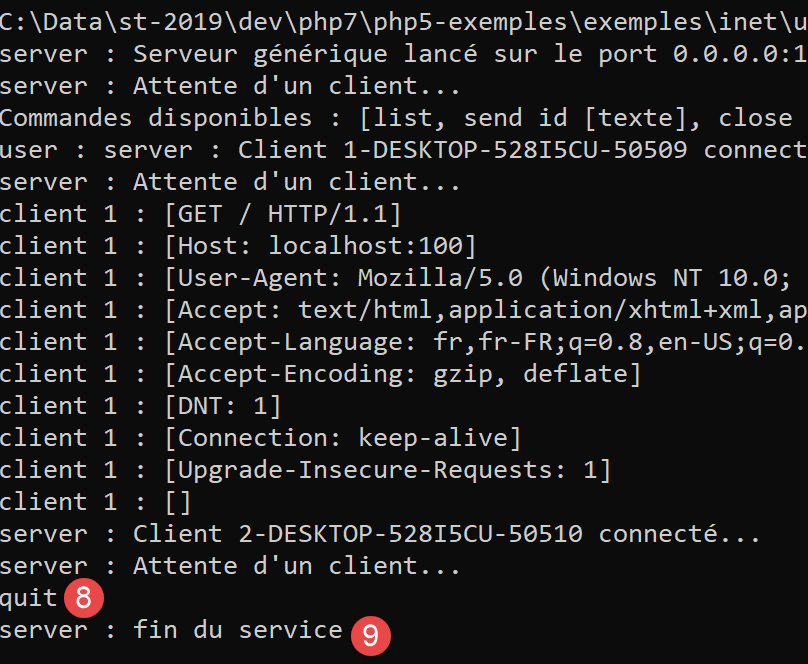 C:\Data\st-2019\dev\php7\php5-exemples\exemples\inet\u
server : Serveur générique lancé sur le port 0.0.0.0:1
server : Attente d'un client...
Commandes disponibles : [list, send id [texte], close
user : server : Client 1-DESKTOP-528I5CU-50509 connect
server : Attente d'un client...
client 1 : [GET / HTTP/1.1]
client 1 : [Host: localhost:100]
client 1 : [User-Agent: Mozilla/5.0 (Windows NT 10.0;
client 1 : [Accept: text/html,application/xhtml+xml,ap
client 1 : [Accept-Language: fr,fr-FR;q=0.8,en-US;q=0.
client 1 : [Accept-Encoding: gzip, deflate]
client 1 : [DNT: 1]
client 1 : [Connection: keep-alive]
client 1 : [Upgrade-Insecure-Requests: 1]
client 1 : []
server : Client 2-DESKTOP-528I5CU-50510 connecté...
server : Attente d'un client...
quit 8
server : fin du service 9